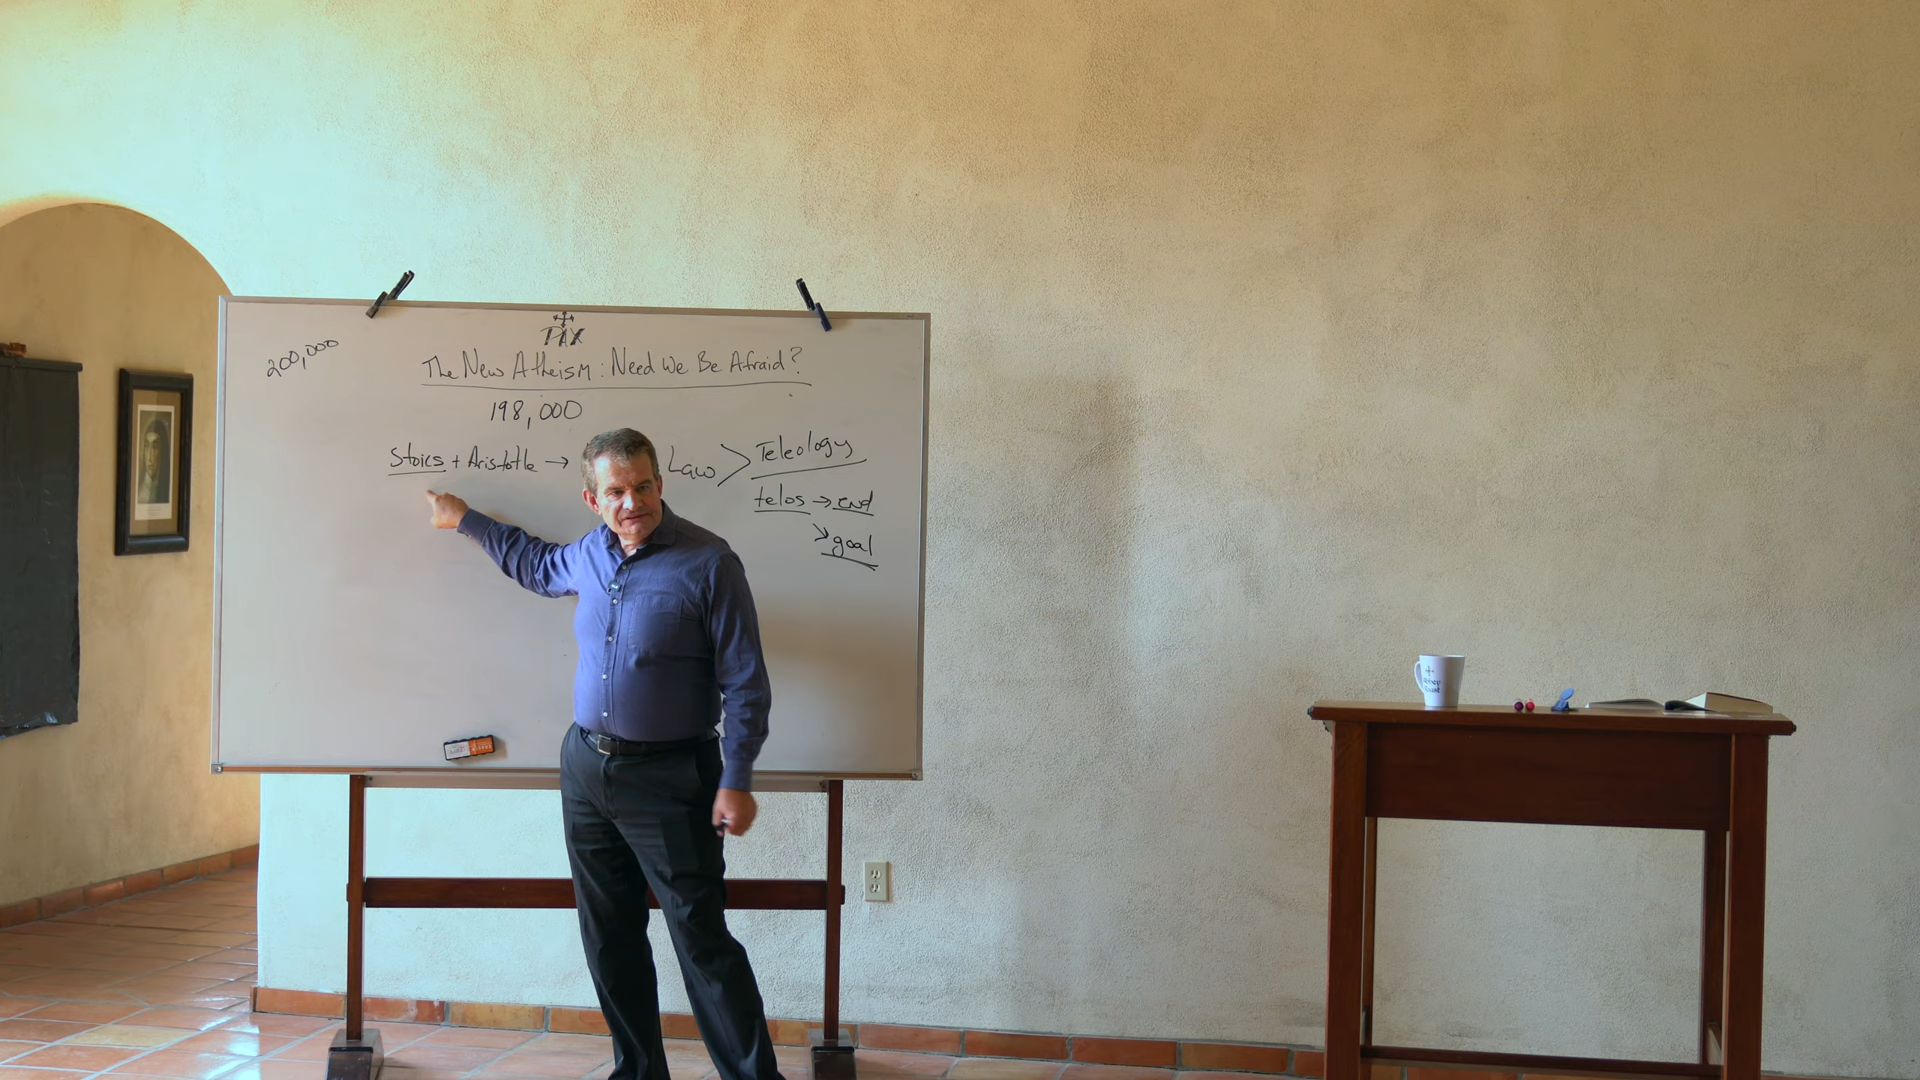 PAX
200,000
The New Atheism: Need We Be Afraid?
198,000
Stoics + Aristotle → Law > Teleology
telos → end
↘ goal